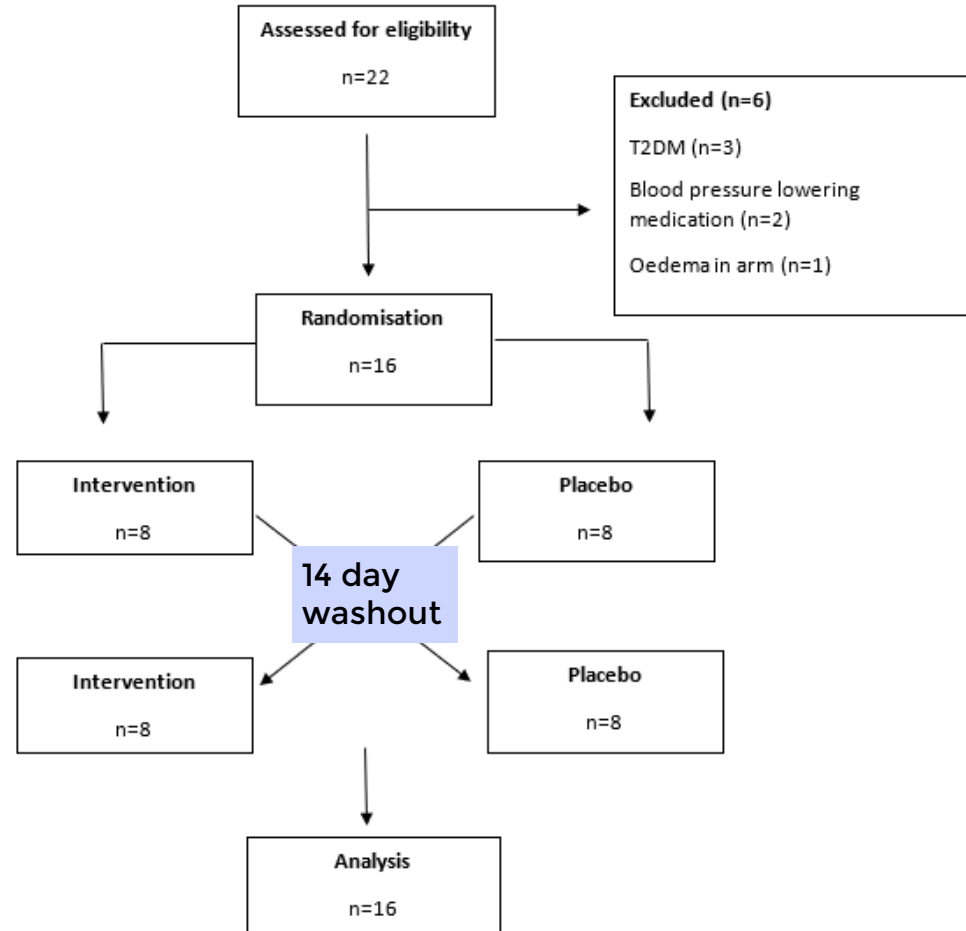 Assessed for eligibility
n=22
Excluded (n=6)
T2DM (n=3)
Blood pressure lowering
medication (n=2)
Oedema in arm (n=1)
Randomisation
n=16
Intervention
n=8
Placebo
n=8
14 day
washout
Intervention
n=8
Placebo
n=8
Analysis
n=16